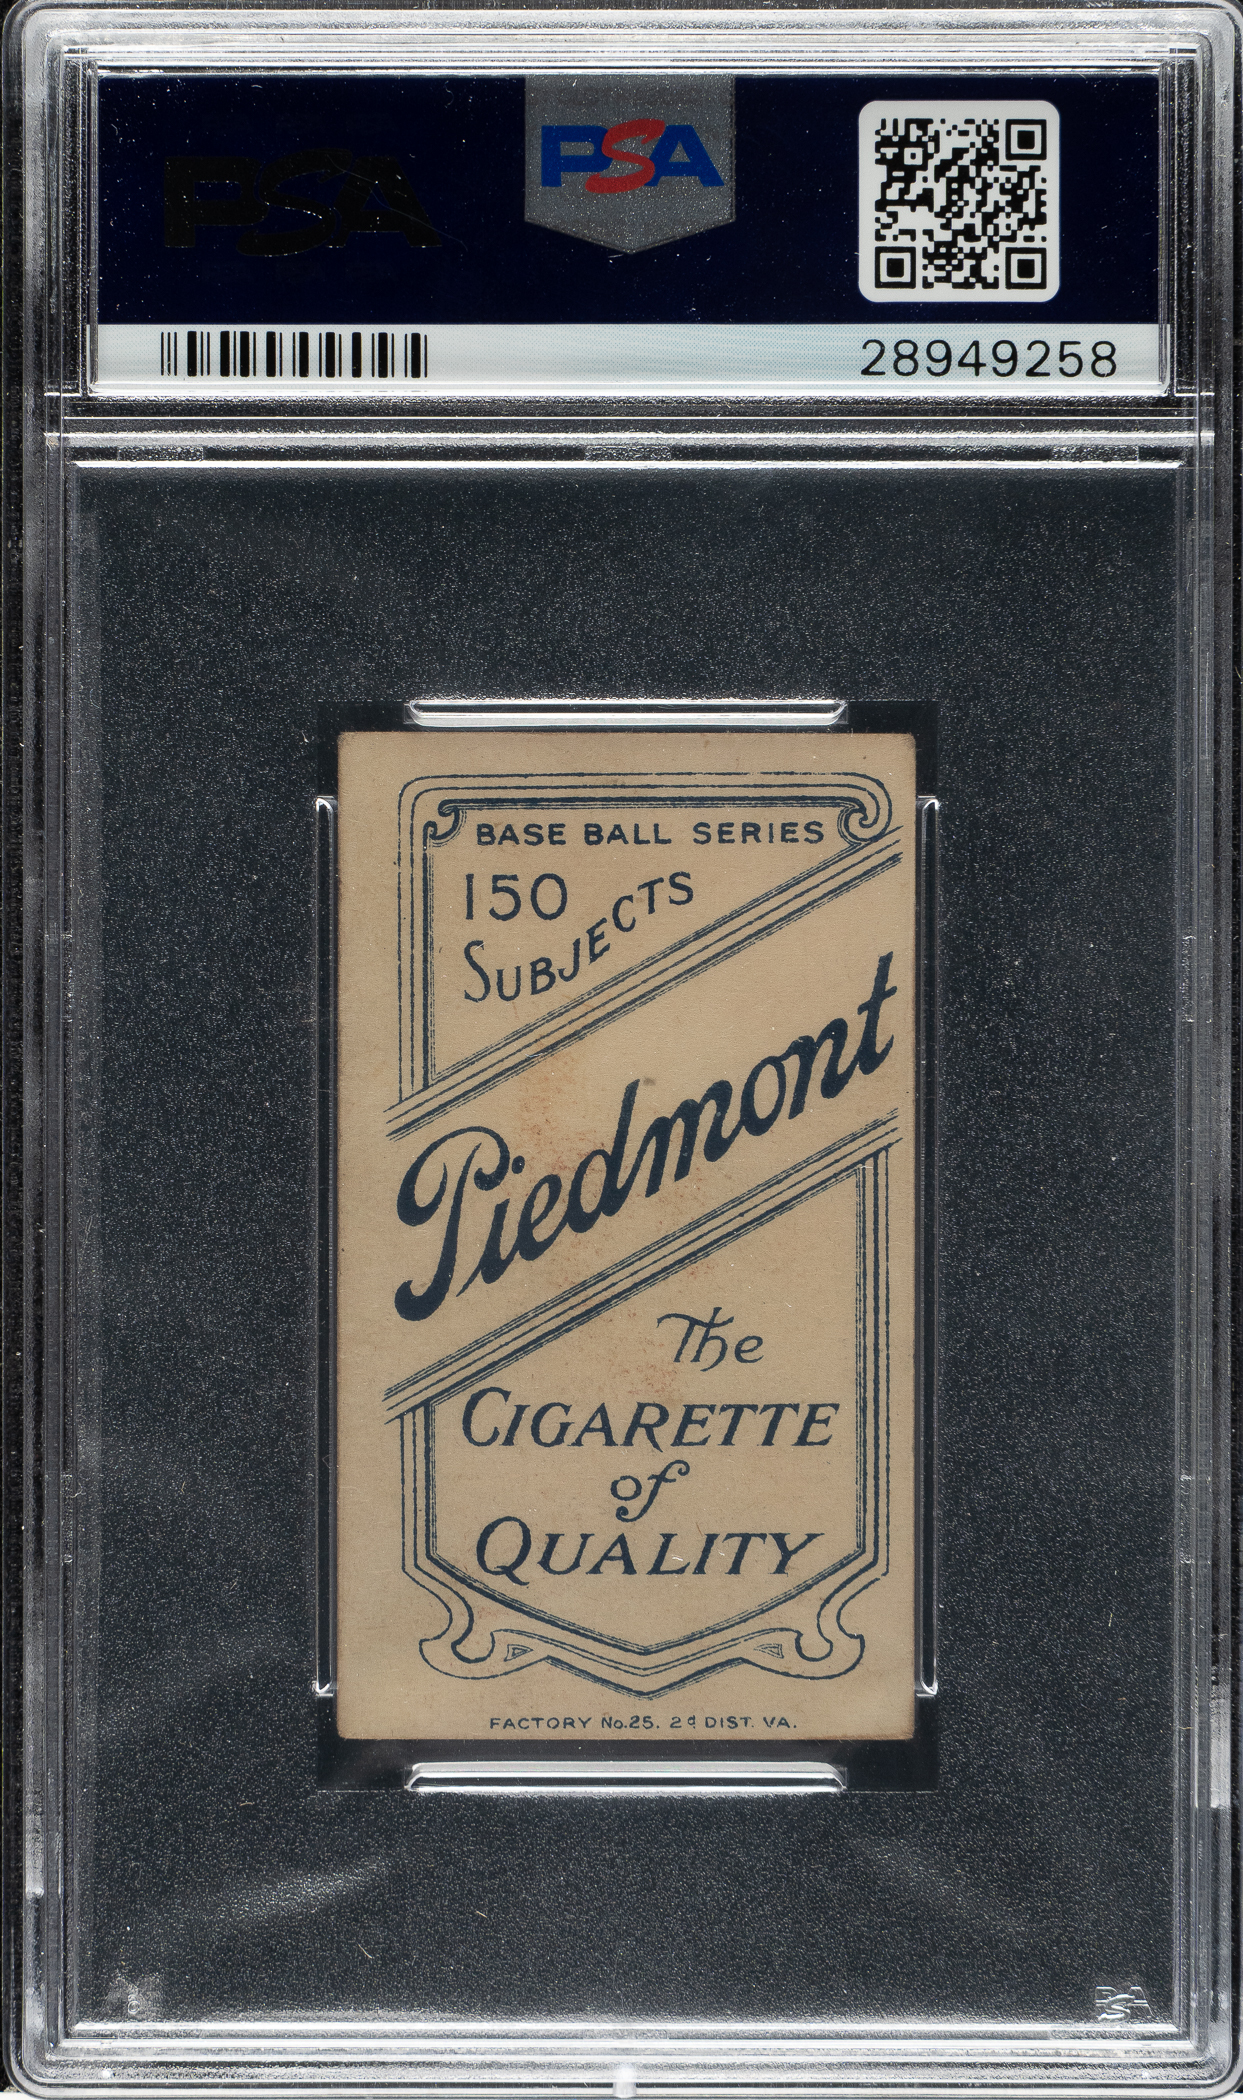 PSA
PSA
28949258
BASE BALL SERIES
150
SUBJECTS
Piedmont
The
CIGARETTE
of
QUALITY
FACTORY No.25. 2d DIST. VA.
PSA